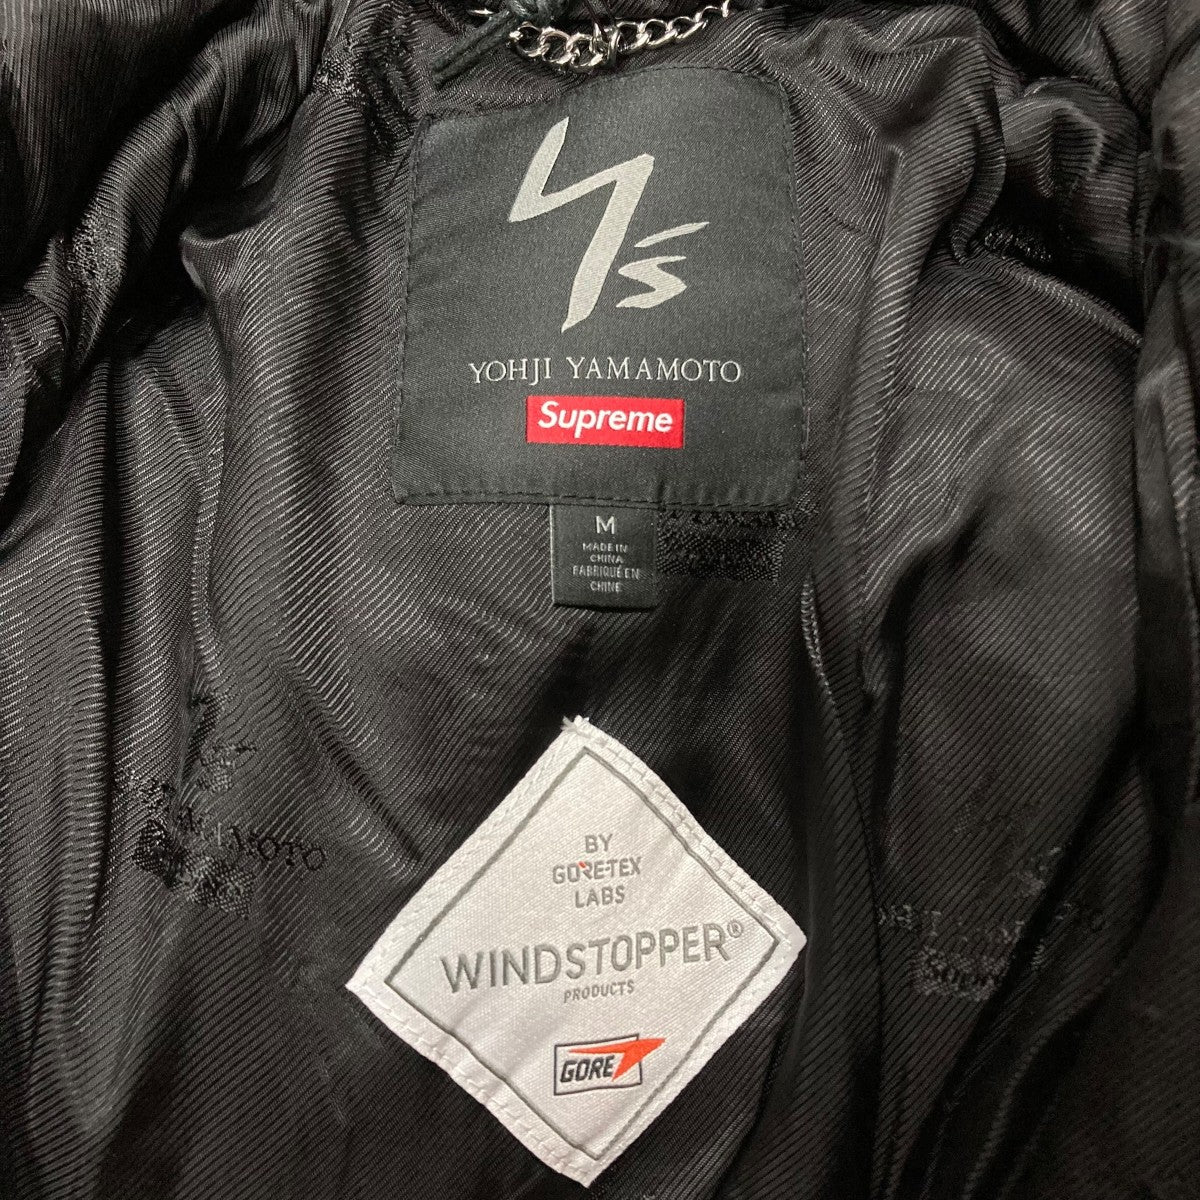 Y's
YOHJI YAMAMOTO
Supreme
M
MADE IN
CHINA
FABRIQUÉ EN
CHINE
BY
GORE-TEX
LABS
WINDSTOPPER®
PRODUCTS
GORE